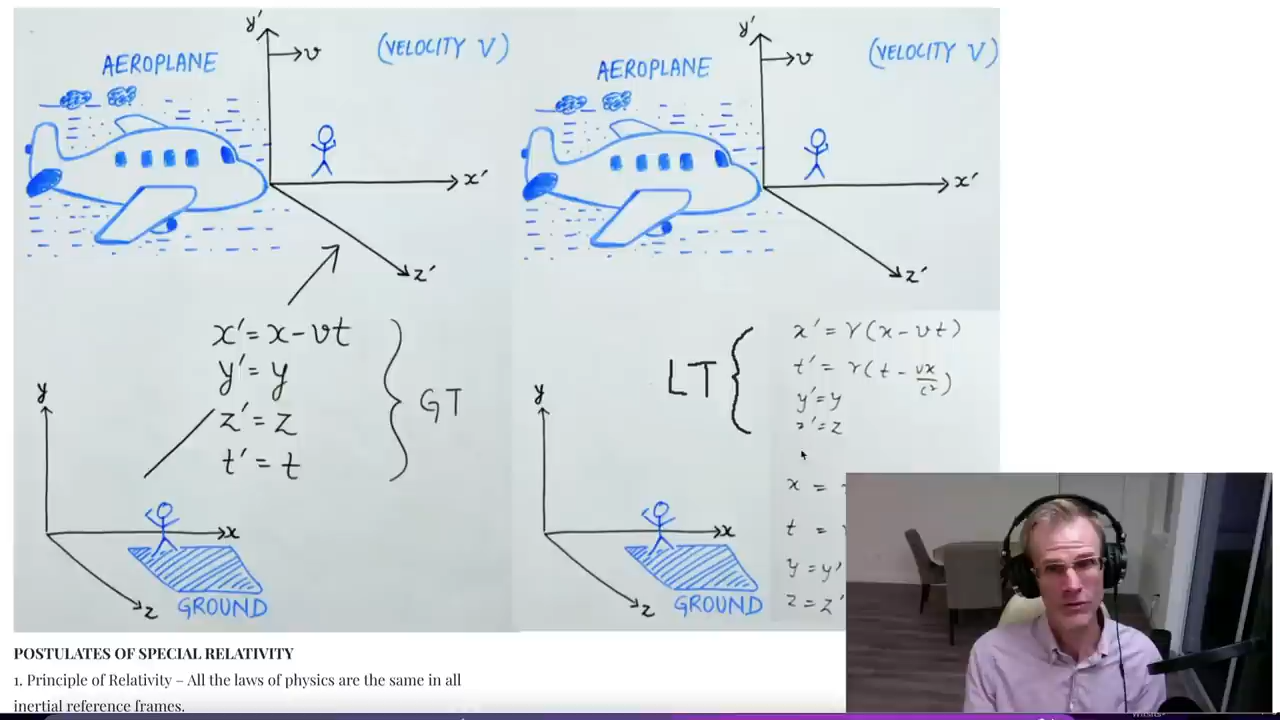 y'
v
(VELOCITY V)
AEROPLANE
x'
z'
x' = x - vt
y' = y
z' = z
t' = t
GT
y
x
z
GROUND
y'
v
(VELOCITY V)
AEROPLANE
x'
z'
LT
x' = γ(x - vt)
t' = γ(t - vx/c²)
y' = y
z' = z
x =
t =
y = y'
z = z'
y
x
z
GROUND
POSTULATES OF SPECIAL RELATIVITY
1. Principle of Relativity – All the laws of physics are the same in all
inertial reference frames.